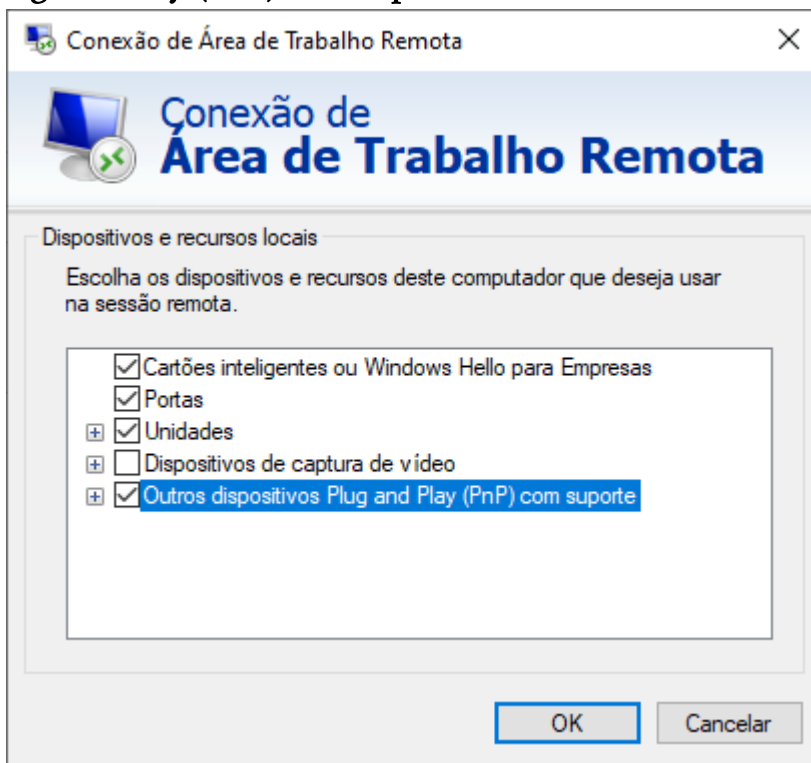 Conexão de Área de Trabalho Remota
Conexão de
Área de Trabalho Remota
Dispositivos e recursos locais
Escolha os dispositivos e recursos deste computador que deseja usar
na sessão remota.
Cartões inteligentes ou Windows Hello para Empresas
Portas
Unidades
Dispositivos de captura de vídeo
Outros dispositivos Plug and Play (PnP) com suporte
OK
Cancelar